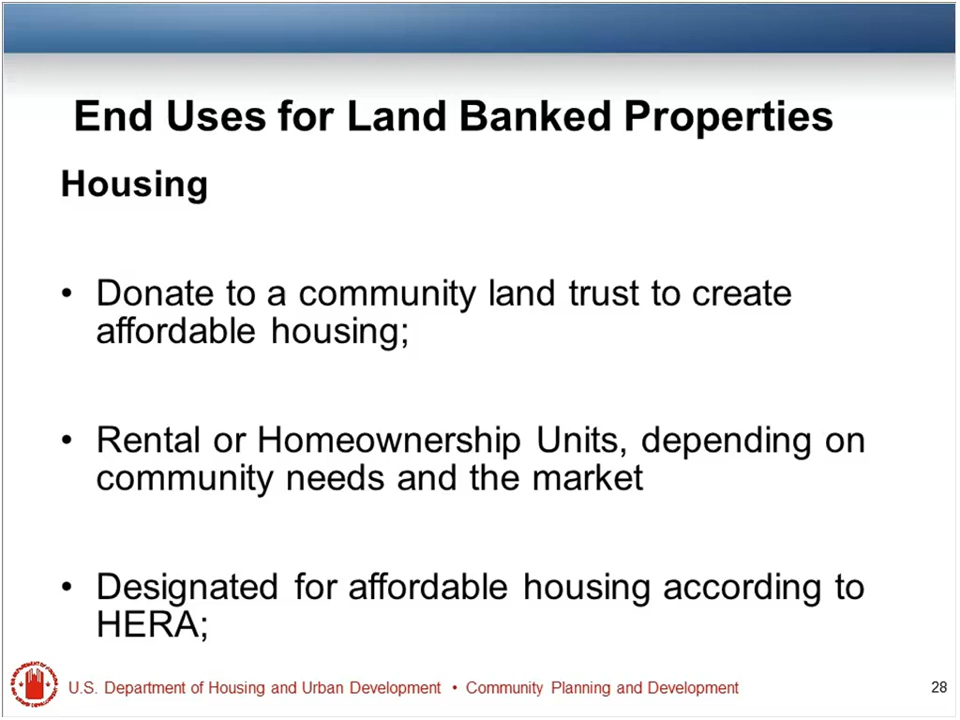 End Uses for Land Banked Properties
Housing
• Donate to a community land trust to create
affordable housing;
• Rental or Homeownership Units, depending on
community needs and the market
• Designated for affordable housing according to
HERA;
U.S. Department of Housing and Urban Development • Community Planning and Development
28